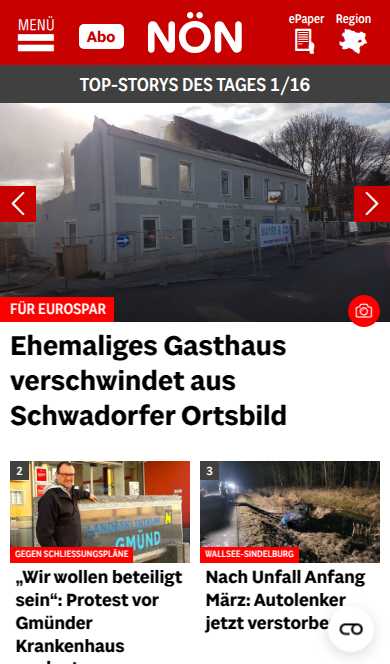 MENÜ
Abo
NÖN
ePaper
Region
TOP-STORYS DES TAGES 1/16
FÜR EUROSPAR
Ehemaliges Gasthaus
verschwindet aus
Schwadorfer Ortsbild
2
GMÜND
GEGEN SCHLIESSUNGSPLÄNE
„Wir wollen beteiligt
sein“: Protest vor
Gmünder
Krankenhaus
3
WALLSEE-SINDELBURG
Nach Unfall Anfang
März: Autolenker
jetzt verstorbe